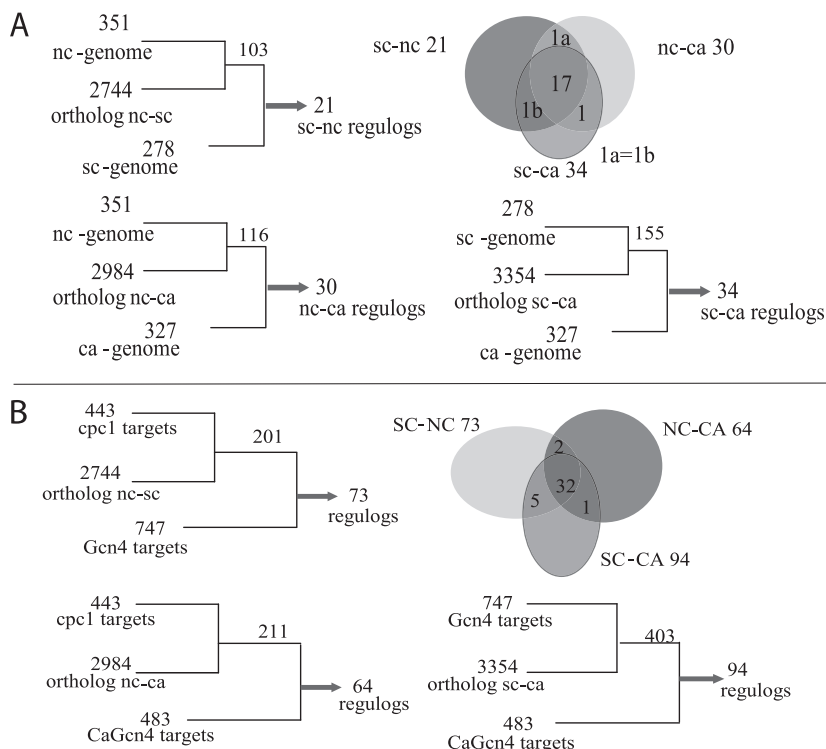 A
351
nc-genome
103
2744
ortholog nc-sc
278
sc-genome
21
sc-nc regulogs
sc-nc 21
1a
nc-ca 30
17
1b
1
sc-ca 34
1a=1b
351
nc-genome
116
2984
ortholog nc-ca
327
ca-genome
30
nc-ca regulogs
278
sc-genome
155
3354
ortholog sc-ca
327
ca-genome
34
sc-ca regulogs
B
443
cpc1 targets
201
2744
ortholog nc-sc
747
Gcn4 targets
73
regulogs
SC-NC 73
2
NC-CA 64
32
5
1
SC-CA 94
443
cpc1 targets
211
2984
ortholog nc-ca
483
CaGcn4 targets
64
regulogs
747
Gcn4 targets
403
3354
ortholog sc-ca
483
CaGcn4 targets
94
regulogs